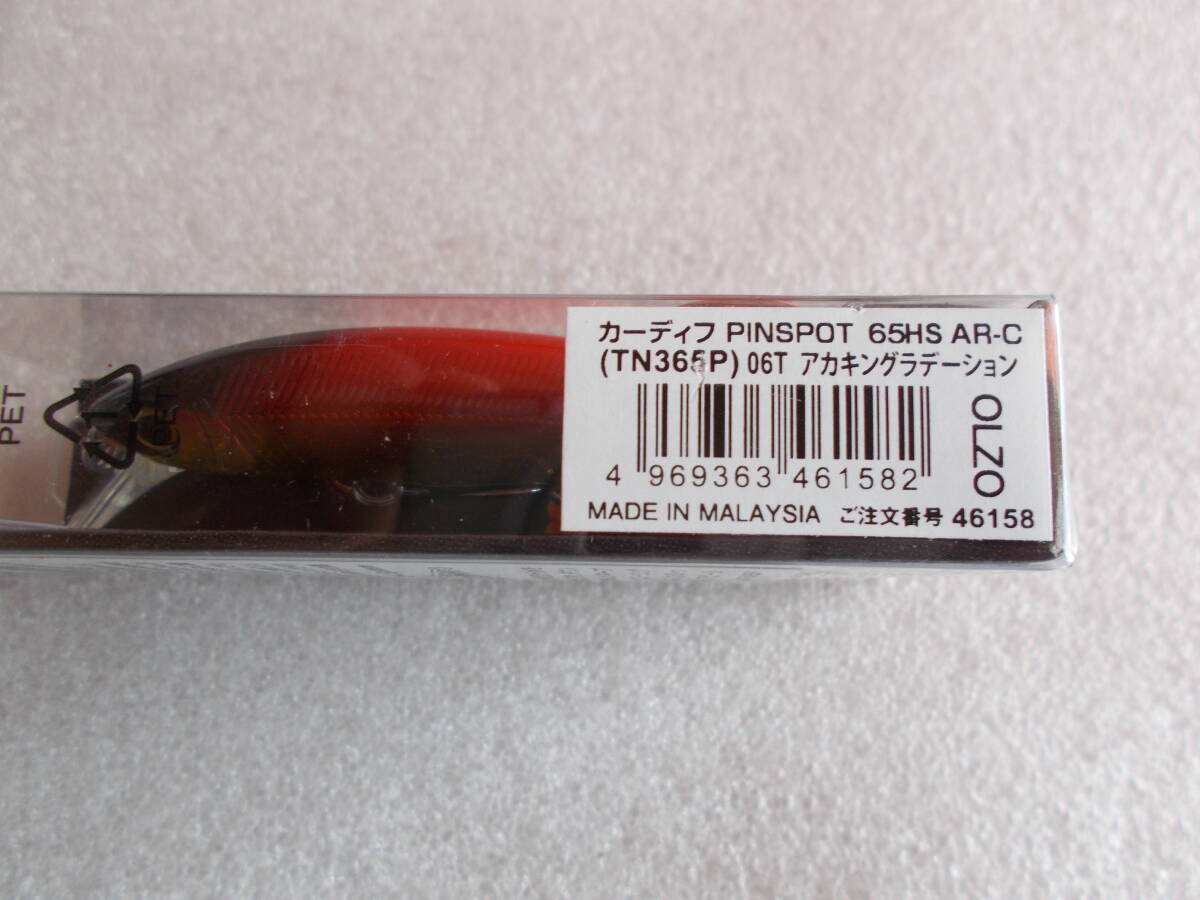 カーディフ PINSPOT 65HS AR-C
(TN365P) 06T アカキングラデーション
4 969363 461582
OLZO
MADE IN MALAYSIA ご注文番号 46158
PET
PET